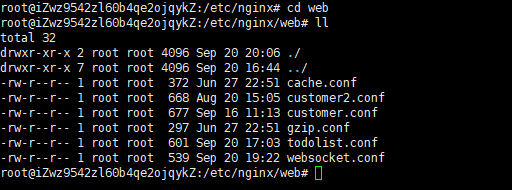 root@iZwz9542zl60b4qe2ojqykZ:/etc/nginx# cd web
root@iZwz9542zl60b4qe2ojqykZ:/etc/nginx/web# ll
total 32
drwxr-xr-x 2 root root 4096 Sep 20 20:06 ./
drwxr-xr-x 7 root root 4096 Sep 20 16:44 ../
-rw-r--r-- 1 root root  372 Jun 27 22:51 cache.conf
-rw-r--r-- 1 root root  668 Aug 20 15:05 customer2.conf
-rw-r--r-- 1 root root  677 Sep 16 11:13 customer.conf
-rw-r--r-- 1 root root  297 Jun 27 22:51 gzip.conf
-rw-r--r-- 1 root root  601 Sep 20 17:03 todolist.conf
-rw-r--r-- 1 root root  539 Sep 20 19:22 websocket.conf
root@iZwz9542zl60b4qe2ojqykZ:/etc/nginx/web#